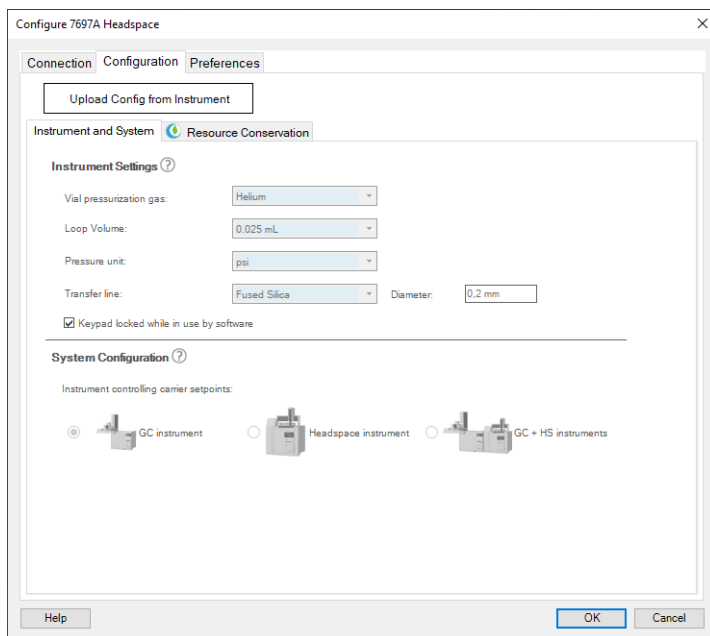 Configure 7697A Headspace
Connection Configuration Preferences
Upload Config from Instrument
Instrument and System Resource Conservation
Instrument Settings ?
Vial pressurization gas: Helium
Loop Volume: 0.025 mL
Pressure unit: psi
Transfer line: Fused Silica Diameter: 0,2 mm
Keypad locked while in use by software
System Configuration ?
Instrument controlling carrier setpoints:
GC instrument Headspace instrument GC + HS instruments
Help OK Cancel